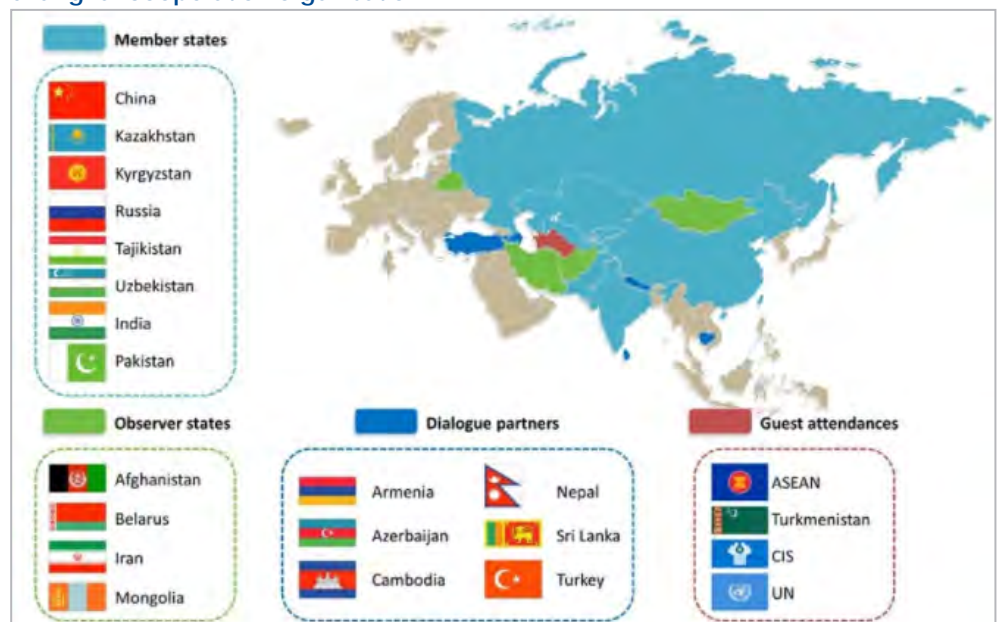 Member states
China
Kazakhstan
Kyrgyzstan
Russia
Tajikistan
Uzbekistan
India
Pakistan
Observer states
Afghanistan
Belarus
Iran
Mongolia
Dialogue partners
Armenia
Azerbaijan
Cambodia
Nepal
Sri Lanka
Turkey
Guest attendances
ASEAN
Turkmenistan
CIS
UN